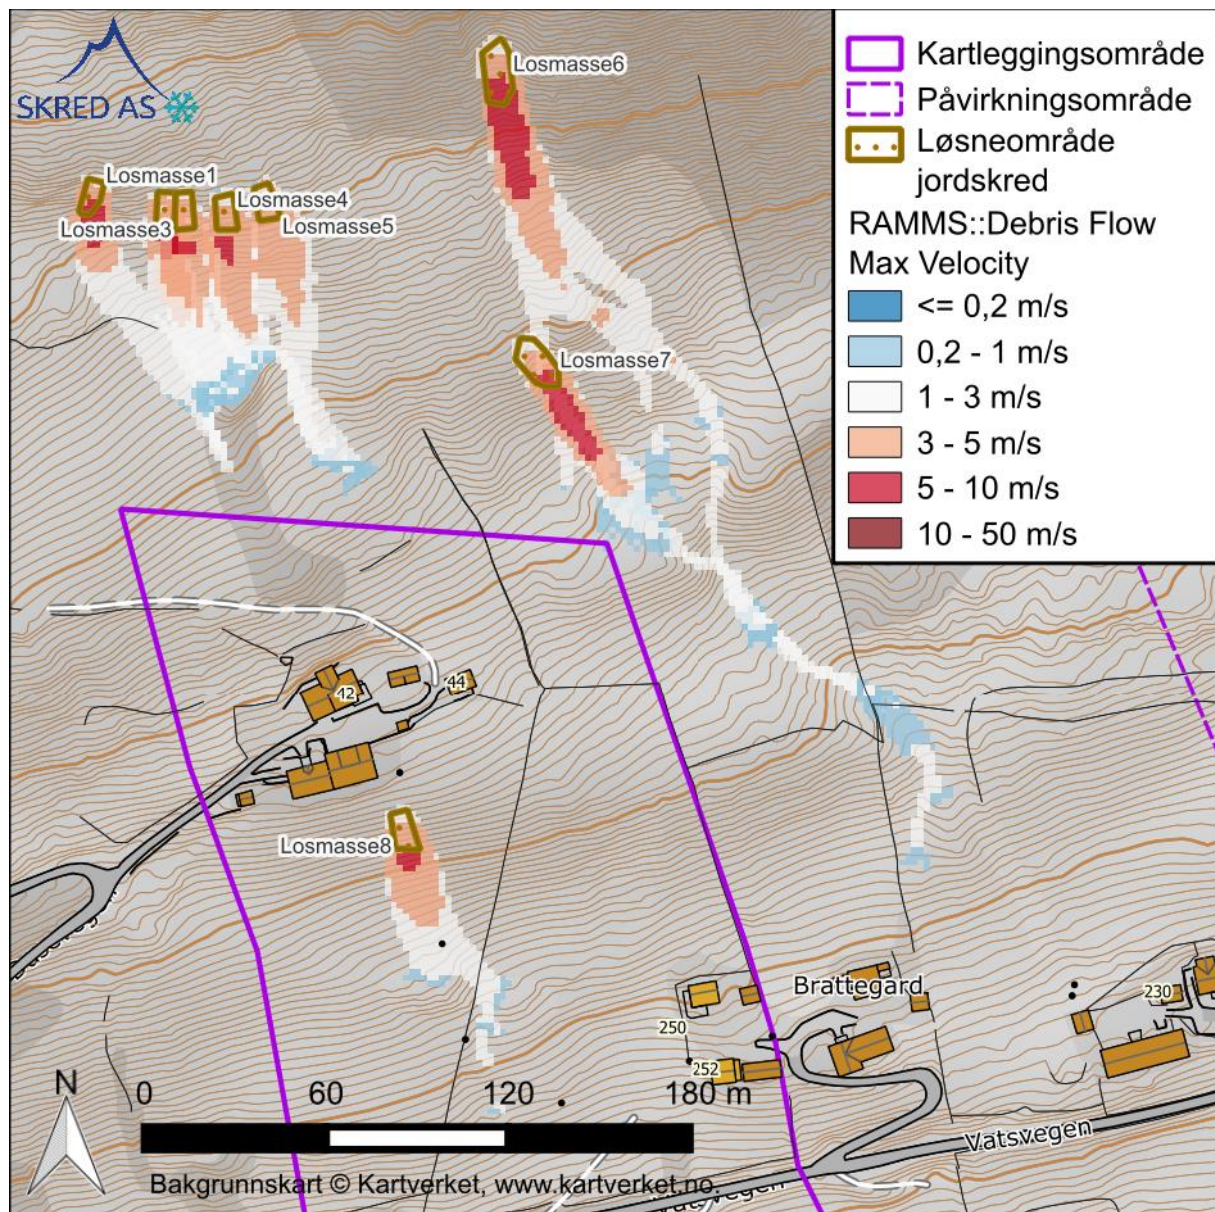 SKRED AS
Losmasse6
Losmasse1
Losmasse4
Losmasse3
Losmasse5
Losmasse7
Kartleggingsområde
Påvirkningsområde
Løsneområde
jordskred
RAMMS::Debris Flow
Max Velocity
<= 0,2 m/s
0,2 - 1 m/s
1 - 3 m/s
3 - 5 m/s
5 - 10 m/s
10 - 50 m/s
42
44
Losmasse8
Brattegard
230
250
252
N
0
60
120
180 m
Vatsvegen
Vatsvegen
Bakgrunnskart © Kartverket, www.kartverket.no.